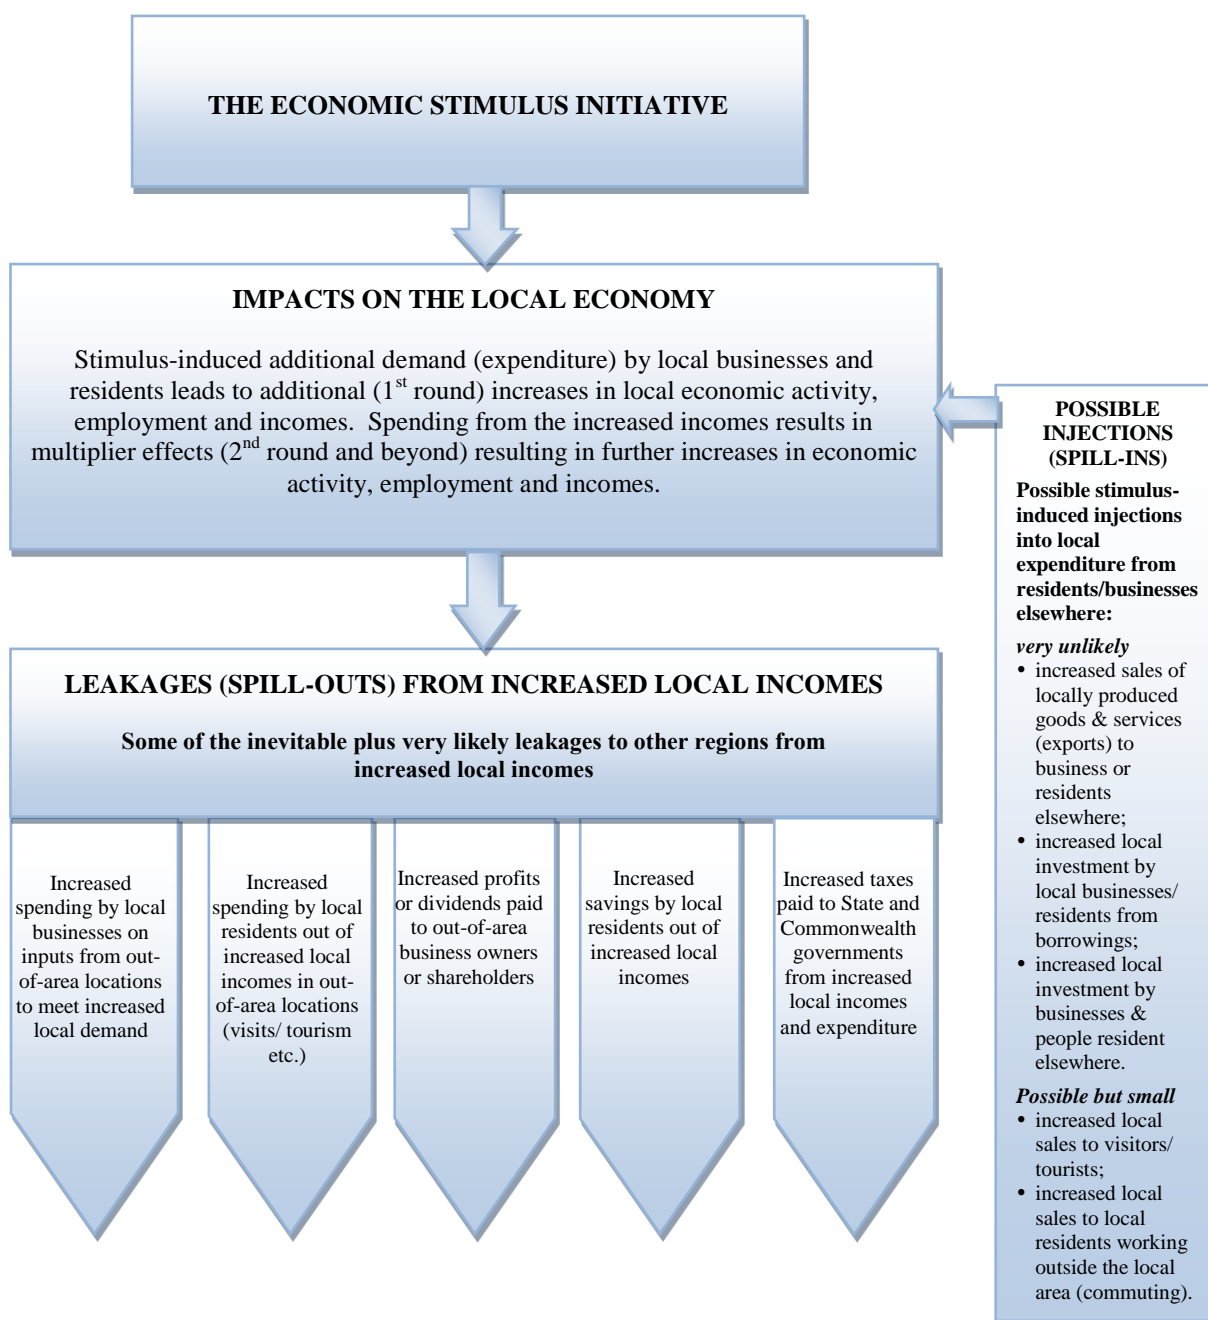 THE ECONOMIC STIMULUS INITIATIVE
IMPACTS ON THE LOCAL ECONOMY
Stimulus-induced additional demand (expenditure) by local businesses and
residents leads to additional (1st round) increases in local economic activity,
employment and incomes.  Spending from the increased incomes results in
multiplier effects (2nd round and beyond) resulting in further increases in economic
activity, employment and incomes.
POSSIBLE
INJECTIONS
(SPILL-INS)
Possible stimulus-
induced injections
into local
expenditure from
residents/businesses
elsewhere:
very unlikely
• increased sales of
locally produced
goods & services
(exports) to
business or
residents
elsewhere;
• increased local
investment by
local businesses/
residents from
borrowings;
• increased local
investment by
businesses &
people resident
elsewhere.
Possible but small
• increased local
sales to visitors/
tourists;
• increased local
sales to local
residents working
outside the local
area (commuting).
LEAKAGES (SPILL-OUTS) FROM INCREASED LOCAL INCOMES
Some of the inevitable plus very likely leakages to other regions from
increased local incomes
Increased
spending by local
businesses on
inputs from out-
of-area locations
to meet increased
local demand
Increased
spending by local
residents out of
increased local
incomes in out-
of-area locations
(visits/ tourism
etc.)
Increased profits
or dividends paid
to out-of-area
business owners
or shareholders
Increased
savings by local
residents out of
increased local
incomes
Increased taxes
paid to State and
Commonwealth
governments
from increased
local incomes
and expenditure